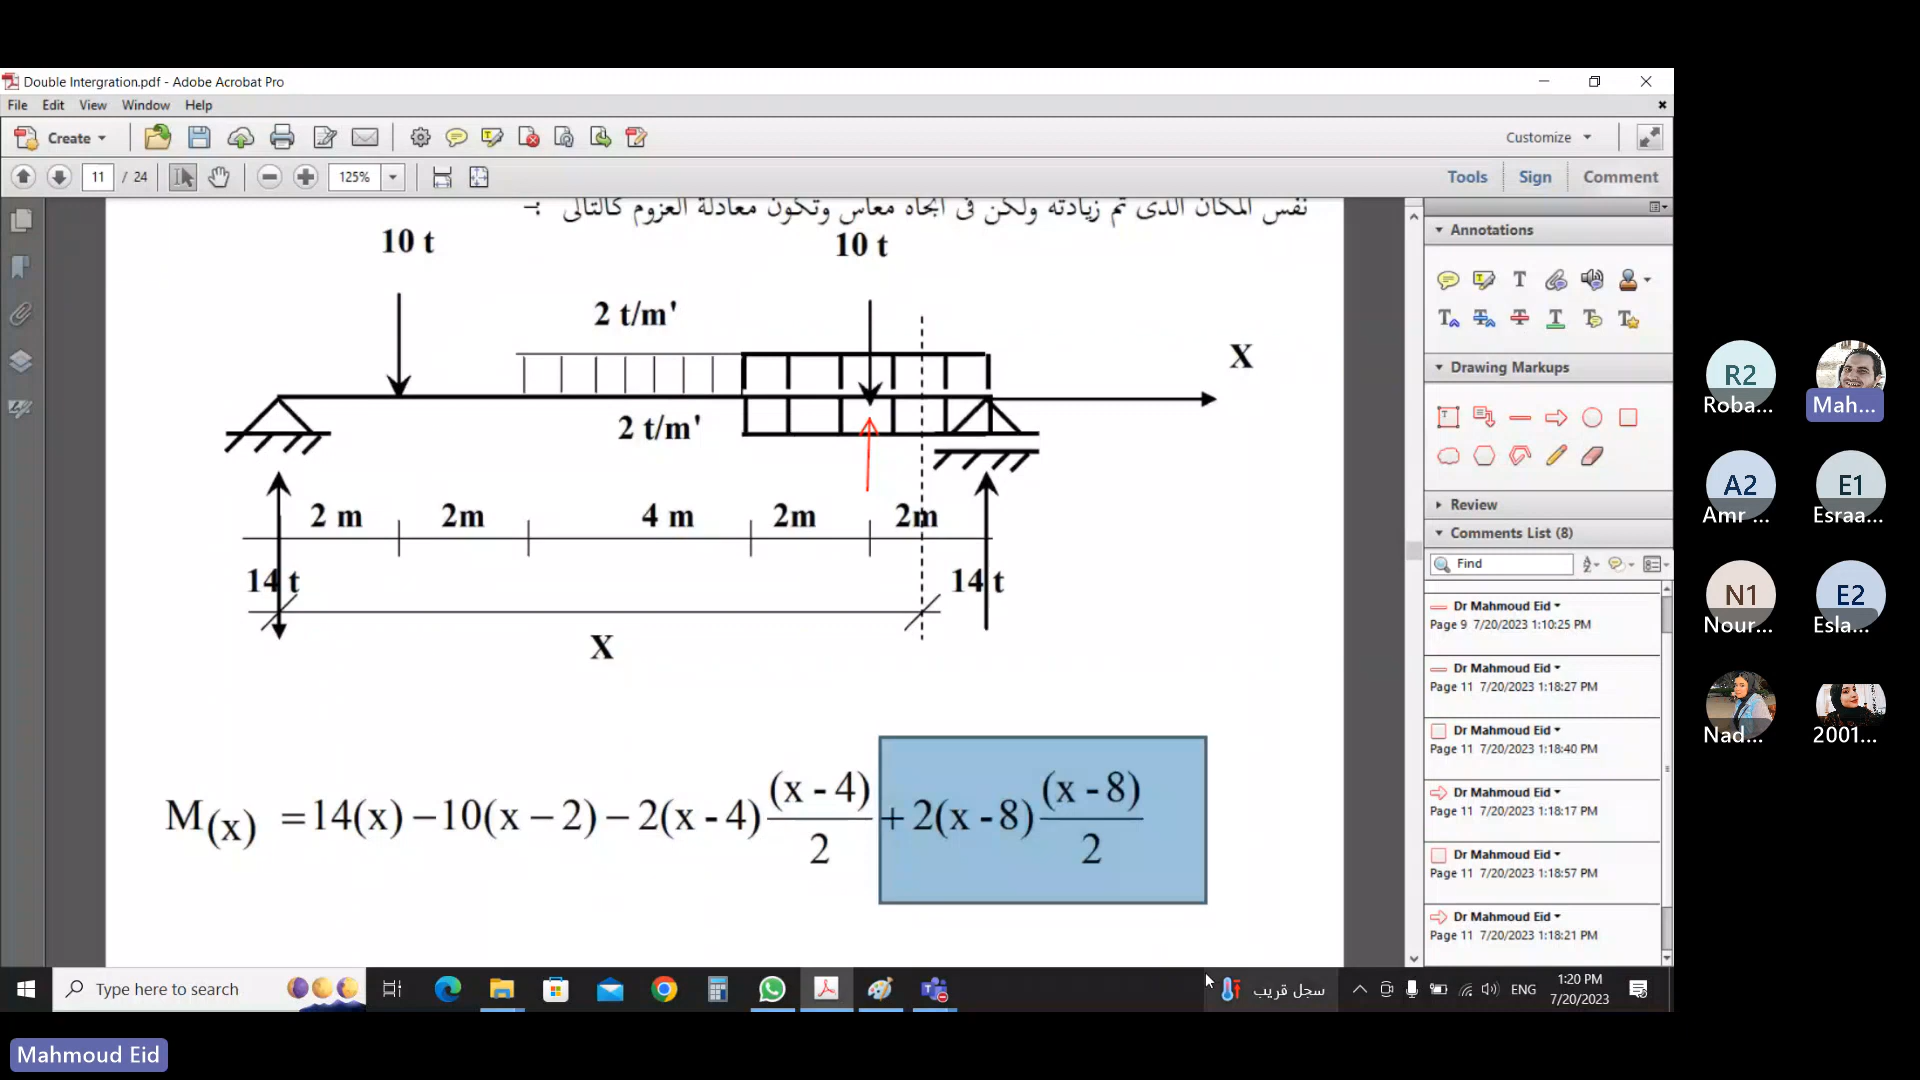 Double Intergration.pdf - Adobe Acrobat Pro
File Edit View Window Help
Create
Customize
11 / 24
125%
Tools Sign Comment
نفس المكان الذى تم زيادته ولكن فى اتجاه معاس وتكون معادلة العزوم كالتالى :-
10 t
10 t
2 t/m'
X
2 t/m'
2 m 2m 4 m 2m 2m
14 t 14 t
X
M(x) =14(x)−10(x−2)−2(x-4)(x-4)/2+2(x-8)(x-8)/2
Annotations
Drawing Markups
Review
Comments List (8)
Find
Dr Mahmoud Eid
Page 9 7/20/2023 1:10:25 PM
Dr Mahmoud Eid
Page 11 7/20/2023 1:18:27 PM
Dr Mahmoud Eid
Page 11 7/20/2023 1:18:40 PM
Dr Mahmoud Eid
Page 11 7/20/2023 1:18:17 PM
Dr Mahmoud Eid
Page 11 7/20/2023 1:18:57 PM
Dr Mahmoud Eid
Page 11 7/20/2023 1:18:21 PM
R2
Roba...
Mah...
A2
Amr ...
E1
Esraa...
N1
Nour...
E2
Esla...
Nad...
2001...
Type here to search
سجل قريب
ENG
1:20 PM
7/20/2023
Mahmoud Eid